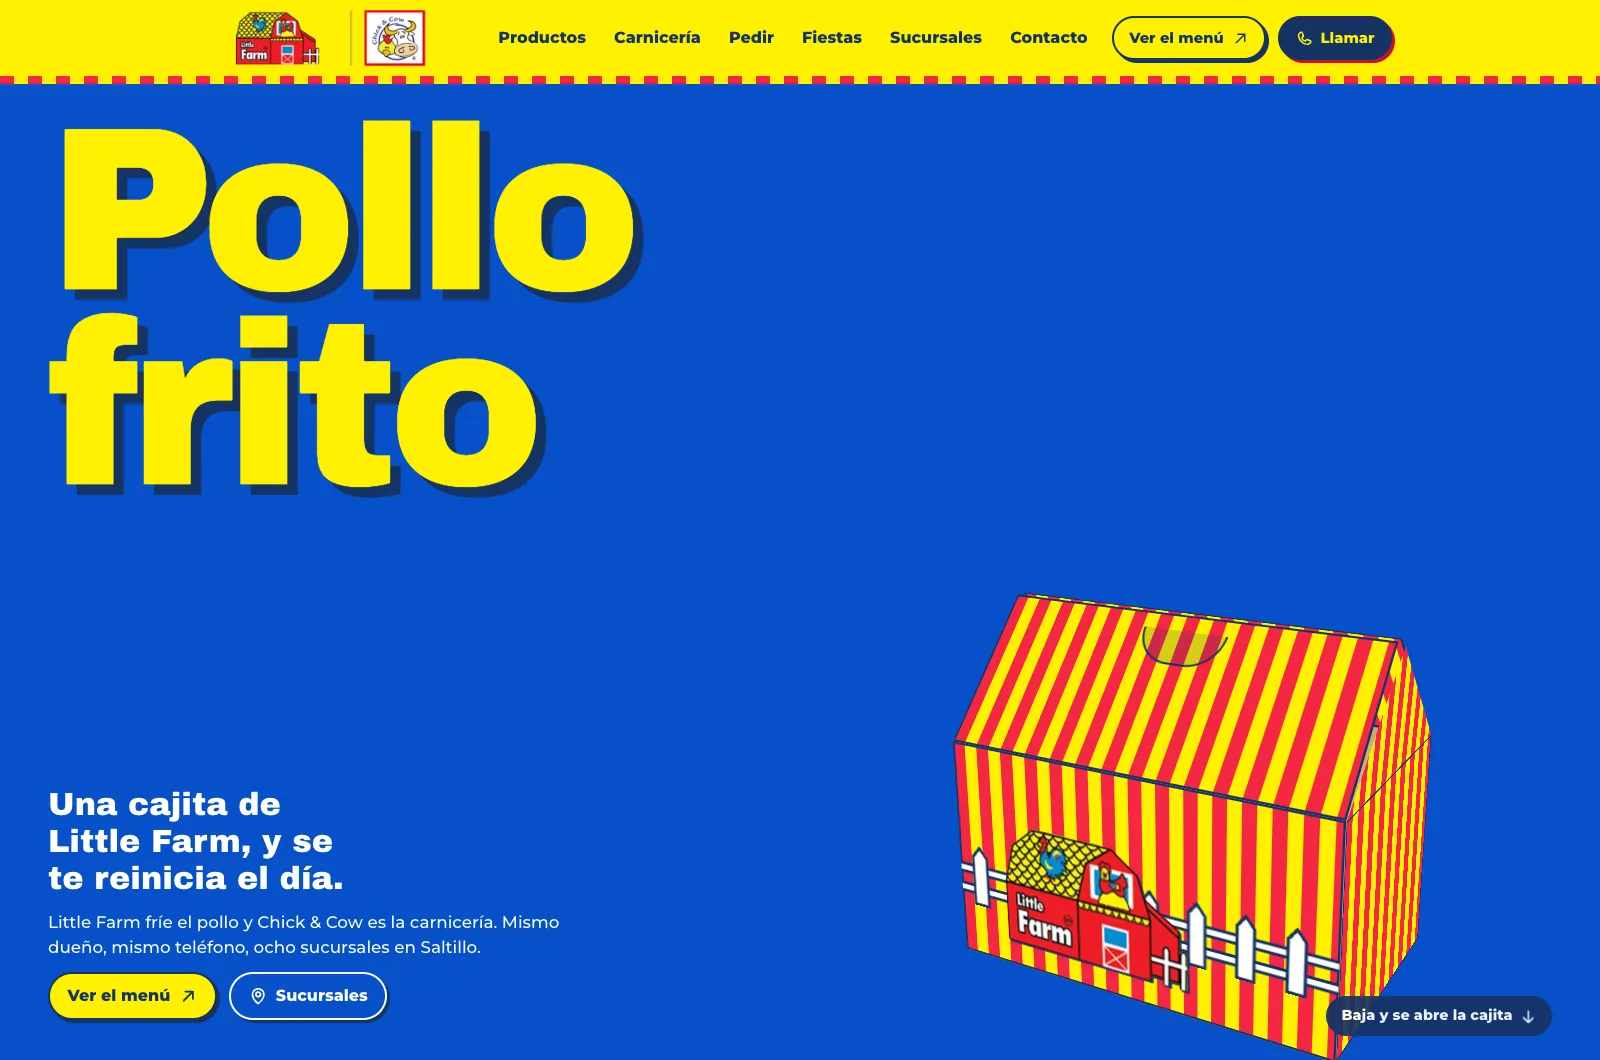 Little
Farm
Chick & Cow
Productos
Carnicería
Pedir
Fiestas
Sucursales
Contacto
Ver el menú
Llamar
Pollo
frito
Una cajita de
Little Farm, y se
te reinicia el día.
Little Farm fríe el pollo y Chick & Cow es la carnicería. Mismo
dueño, mismo teléfono, ocho sucursales en Saltillo.
Ver el menú
Sucursales
Little
Farm
Baja y se abre la cajita